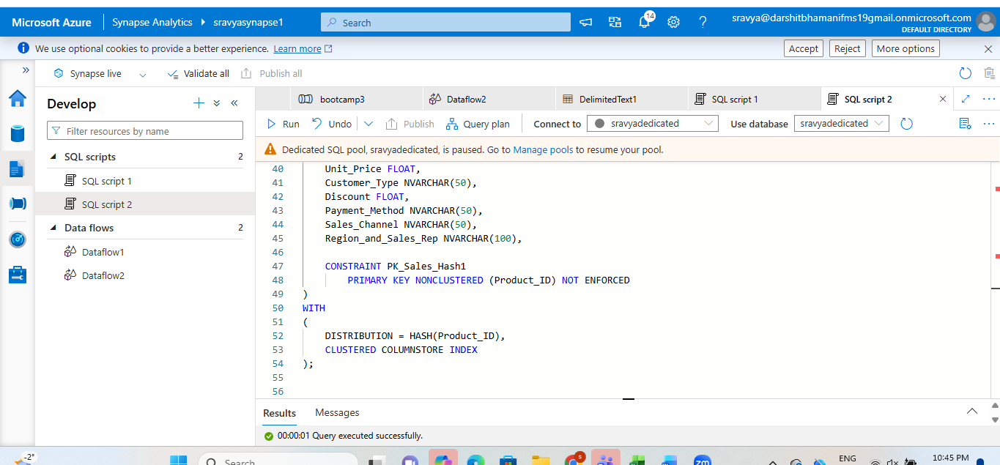 Microsoft Azure Synapse Analytics sravyasynapse1 Search 14 ? sravya@darshitbhamanifms19gmail.onmicrosoft.com
DEFAULT DIRECTORY
We use optional cookies to provide a better experience. Learn more Accept Reject More options
Synapse live Validate all Publish all
Develop
Filter resources by name
SQL scripts 2
SQL script 1
SQL script 2
Data flows 2
Dataflow1
Dataflow2
bootcamp3 Dataflow2 DelimitedText1 SQL script 1 SQL script 2
Run Undo Publish Query plan Connect to sravyadedicated Use database sravyadedicated
Dedicated SQL pool, sravyadedicated, is paused. Go to Manage pools to resume your pool.
40 Unit_Price FLOAT,
41 Customer_Type NVARCHAR(50),
42 Discount FLOAT,
43 Payment_Method NVARCHAR(50),
44 Sales_Channel NVARCHAR(50),
45 Region_and_Sales_Rep NVARCHAR(100),
46
47 CONSTRAINT PK_Sales_Hash1
48 PRIMARY KEY NONCLUSTERED (Product_ID) NOT ENFORCED
49 )
50 WITH
51 (
52 DISTRIBUTION = HASH(Product_ID),
53 CLUSTERED COLUMNSTORE INDEX
54 );
55
56
Results Messages
00:00:01 Query executed successfully.
-2° Search S zm ENG 10:45 PM